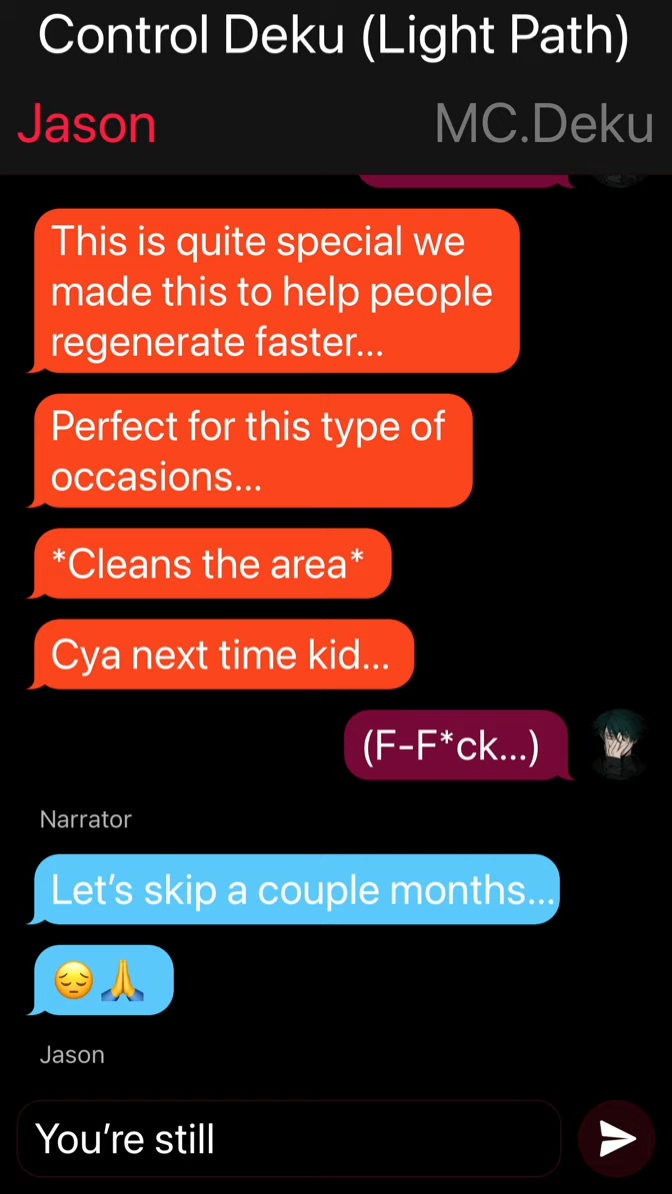 Control Deku (Light Path)
Jason MC.Deku
This is quite special we
made this to help people
regenerate faster...
Perfect for this type of
occasions...
*Cleans the area*
Cya next time kid...
(F-F*ck...)
Narrator
Let’s skip a couple months...
😔🙏
Jason
You’re still